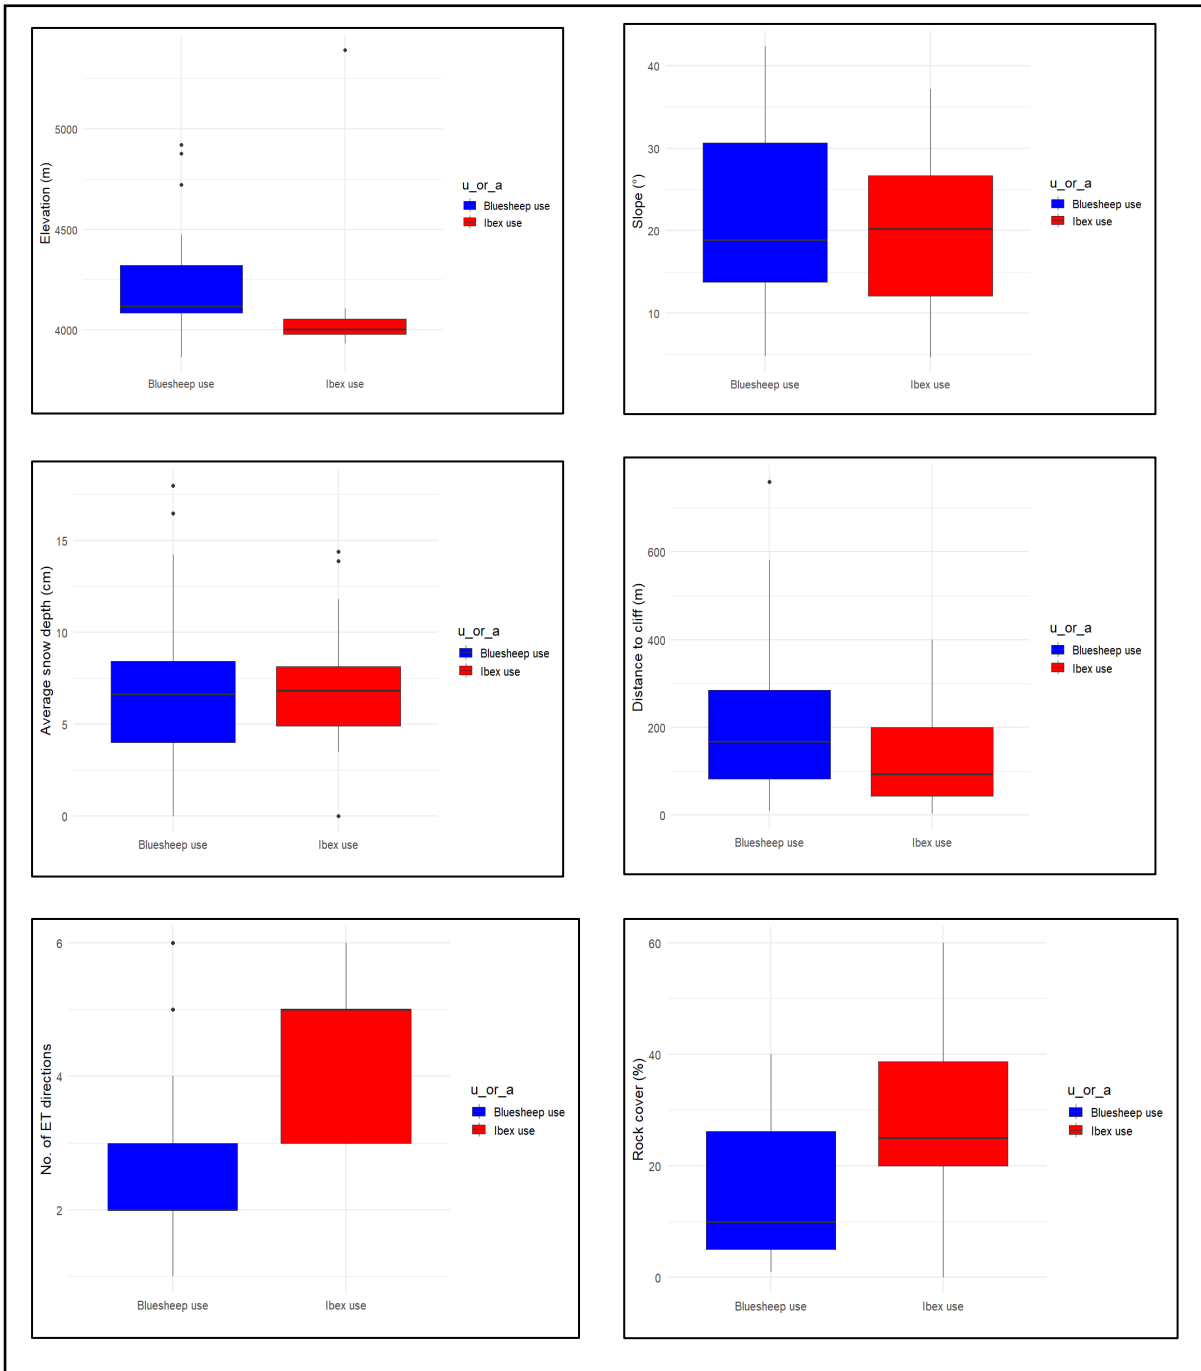 Elevation (m)
5000
4500
4000
Bluesheep use
Ibex use
u_or_a
Bluesheep use
Ibex use
Slope (°)
40
30
20
10
Bluesheep use
Ibex use
u_or_a
Bluesheep use
Ibex use
Average snow depth (cm)
15
10
5
0
Bluesheep use
Ibex use
u_or_a
Bluesheep use
Ibex use
Distance to cliff (m)
600
400
200
0
Bluesheep use
Ibex use
u_or_a
Bluesheep use
Ibex use
No. of ET directions
6
4
2
Bluesheep use
Ibex use
u_or_a
Bluesheep use
Ibex use
Rock cover (%)
60
40
20
0
Bluesheep use
Ibex use
u_or_a
Bluesheep use
Ibex use